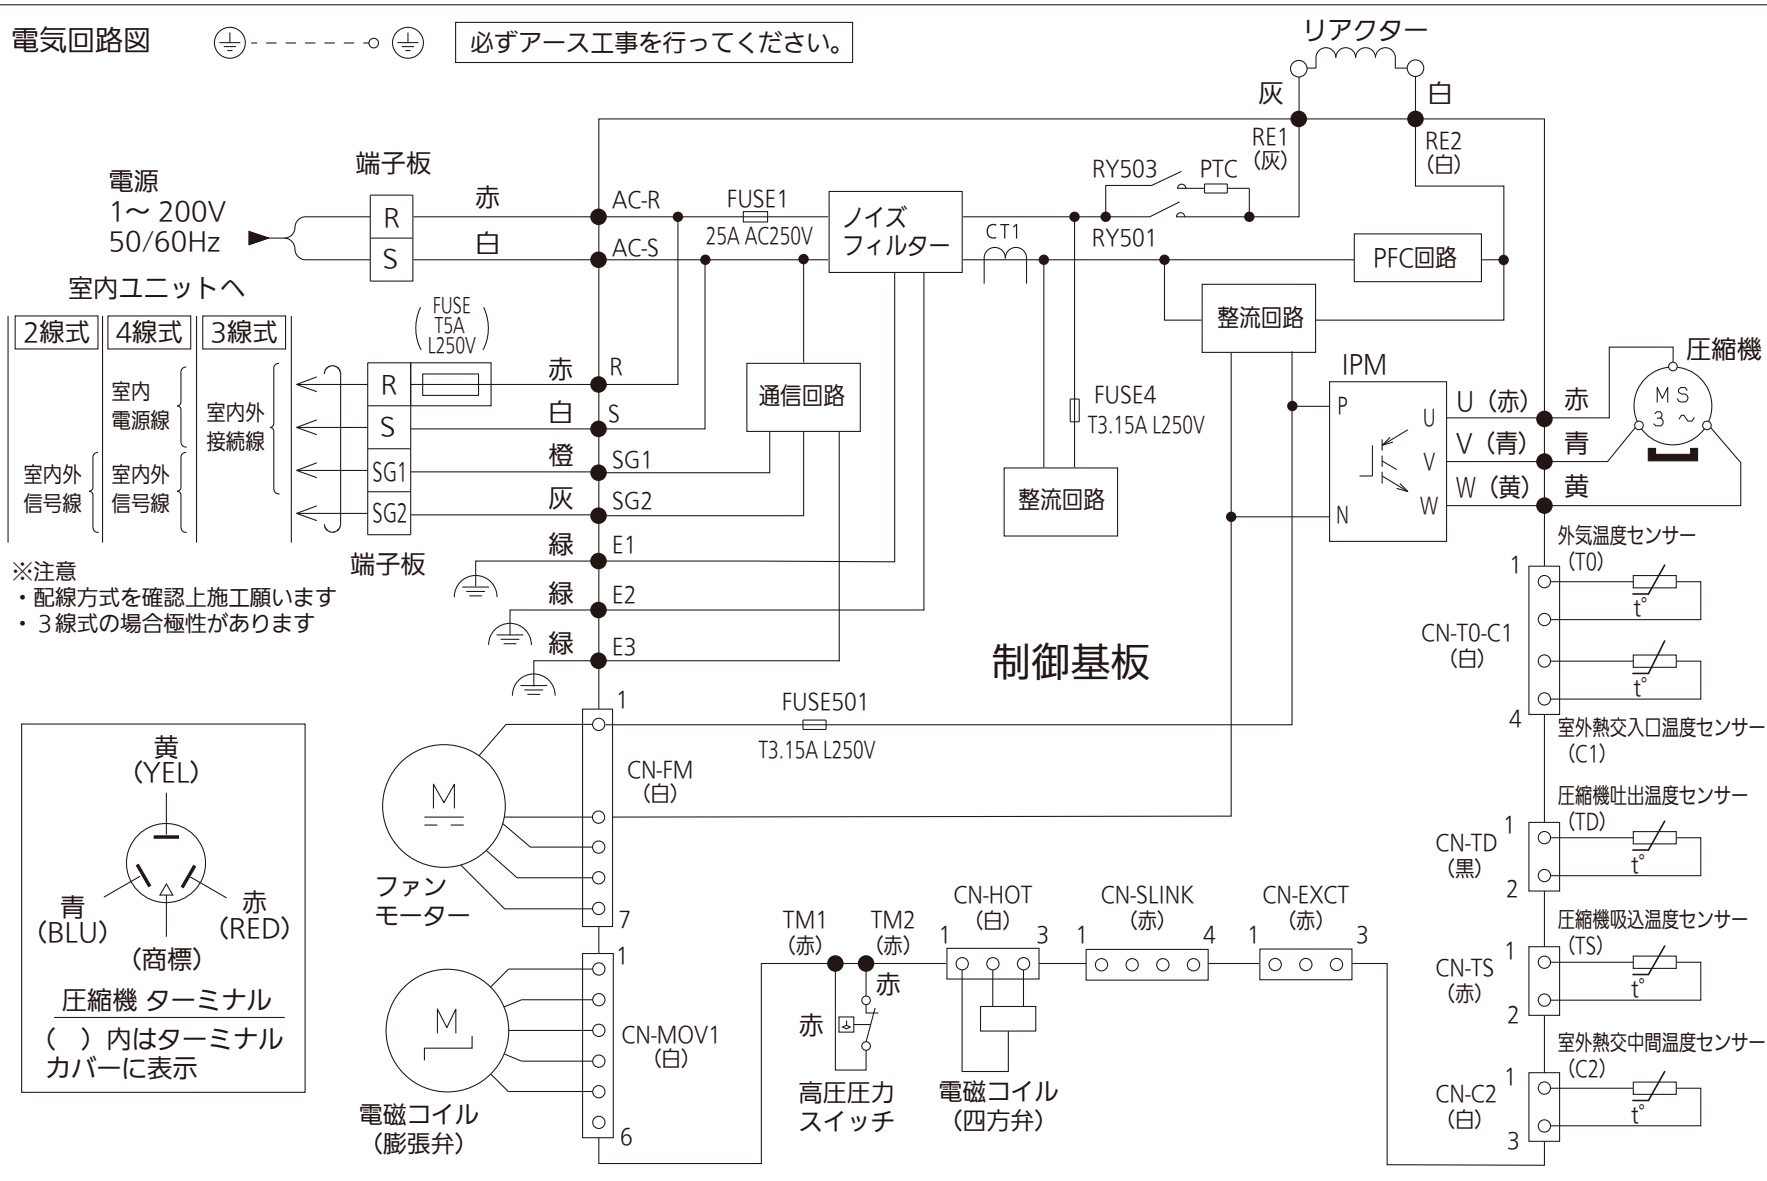 電気回路図
必ずアース工事を行ってください。
リアクター
灰
白
RE1
(灰)
RE2
(白)
端子板
電源
1〜 200V
50/60Hz
R
S
赤
白
AC-R
AC-S
FUSE1
25A AC250V
ノイズ
フィルター
CT1
RY503
PTC
RY501
PFC回路
整流回路
室内ユニットへ
2線式
4線式
3線式
室内
電源線
室内外
接続線
室内外
信号線
室内外
信号線
FUSE
T5A
L250V
R
S
SG1
SG2
端子板
赤
白
橙
灰
緑
緑
緑
R
S
SG1
SG2
E1
E2
E3
通信回路
FUSE4
T3.15A L250V
整流回路
IPM
P
N
U
V
W
U（赤）
V（青）
W（黄）
赤
青
黄
圧縮機
M S
3 〜
※注意
・配線方式を確認上施工願います
・３線式の場合極性があります
制御基板
外気温度センサー
(T0)
1
t°
CN-T0-C1
(白)
t°
4
室外熱交入口温度センサー
(C1)
圧縮機吐出温度センサー
(TD)
1
CN-TD
(黒)
t°
2
圧縮機吸込温度センサー
(TS)
1
CN-TS
(赤)
t°
2
室外熱交中間温度センサー
(C2)
1
CN-C2
(白)
t°
3
1
FUSE501
T3.15A L250V
CN-FM
(白)
M
ファン
モーター
7
1
M
CN-MOV1
(白)
電磁コイル
(膨張弁)
6
TM1
(赤)
TM2
(赤)
赤
赤
高圧圧力
スイッチ
CN-HOT
(白)
1
3
電磁コイル
(四方弁)
CN-SLINK
(赤)
1
4
CN-EXCT
(赤)
1
3
黄
(YEL)
青
(BLU)
赤
(RED)
(商標)
圧縮機 ターミナル
(　) 内はターミナル
カバーに表示